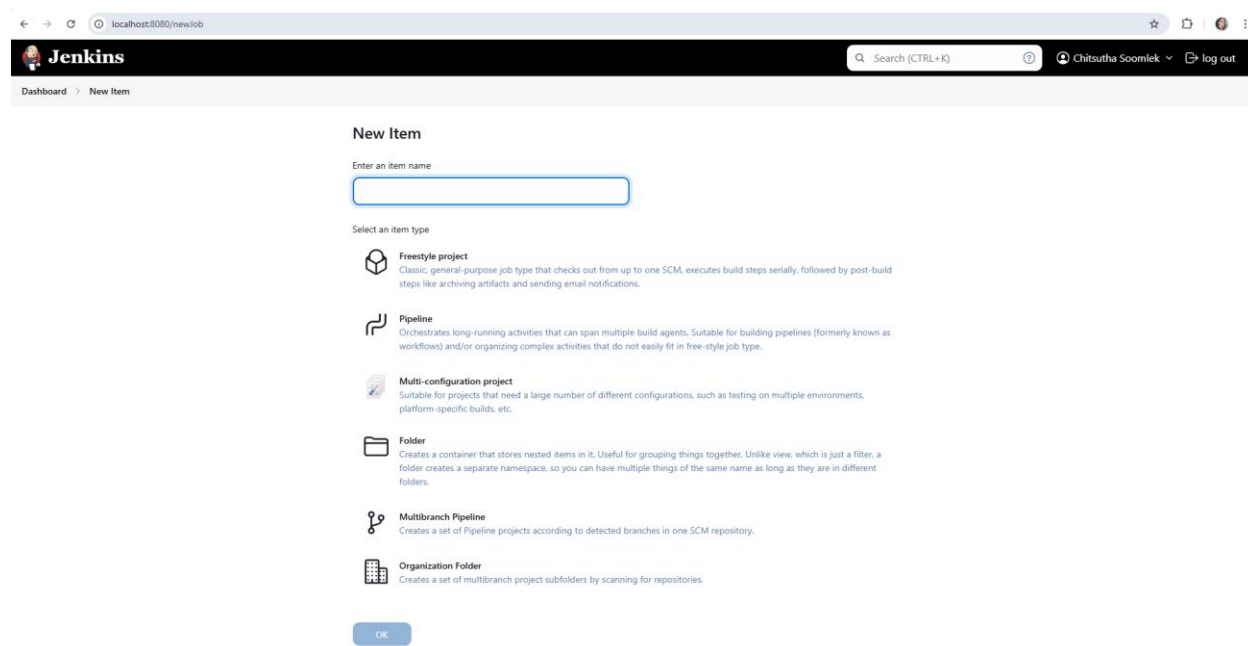 localhost:8080/newJob
Jenkins
Search (CTRL+K)
Chitsutha Soomlek
log out
Dashboard > New Item
New Item
Enter an item name
Select an item type
Freestyle project
Classic, general-purpose job type that checks out from up to one SCM, executes build steps serially, followed by post-build
steps like archiving artifacts and sending email notifications.
Pipeline
Orchestrates long-running activities that can span multiple build agents. Suitable for building pipelines (formerly known as
workflows) and/or organizing complex activities that do not easily fit in free-style job type.
Multi-configuration project
Suitable for projects that need a large number of different configurations, such as testing on multiple environments,
platform-specific builds, etc.
Folder
Creates a container that stores nested items in it. Useful for grouping things together. Unlike view, which is just a filter, a
folder creates a separate namespace, so you can have multiple things of the same name as long as they are in different
folders.
Multibranch Pipeline
Creates a set of Pipeline projects according to detected branches in one SCM repository.
Organization Folder
Creates a set of multibranch project subfolders by scanning for repositories.
OK